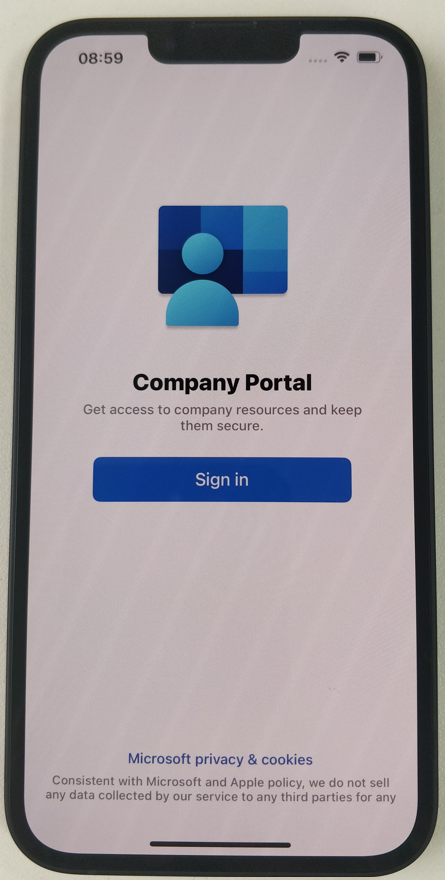 08:59
Company Portal
Get access to company resources and keep
them secure.
Sign in
Microsoft privacy & cookies
Consistent with Microsoft and Apple policy, we do not sell
any data collected by our service to any third parties for any